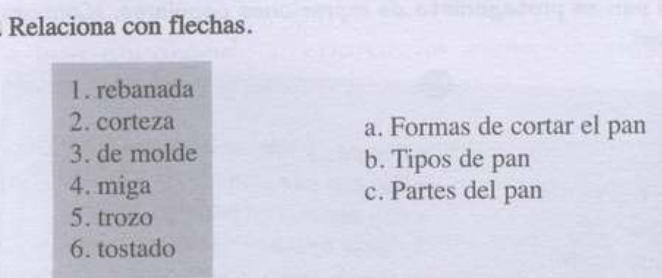 Relaciona con flechas.
1. rebanada
2. corteza
3. de molde
4. miga
5. trozo
6. tostado
a. Formas de cortar el pan
b. Tipos de pan
c. Partes del pan